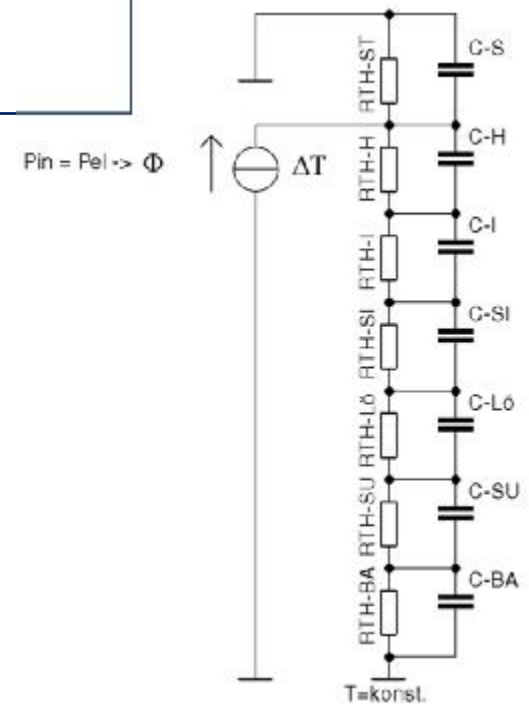 C-S
RTH-ST
C-H
Pin = Pel -> Φ
ΔT
RTH-H
C-I
RTH-I
C-SI
RTH-SI
C-Lö
RTH-Lö
C-SU
RTH-SU
C-BA
RTH-BA
T=konst.